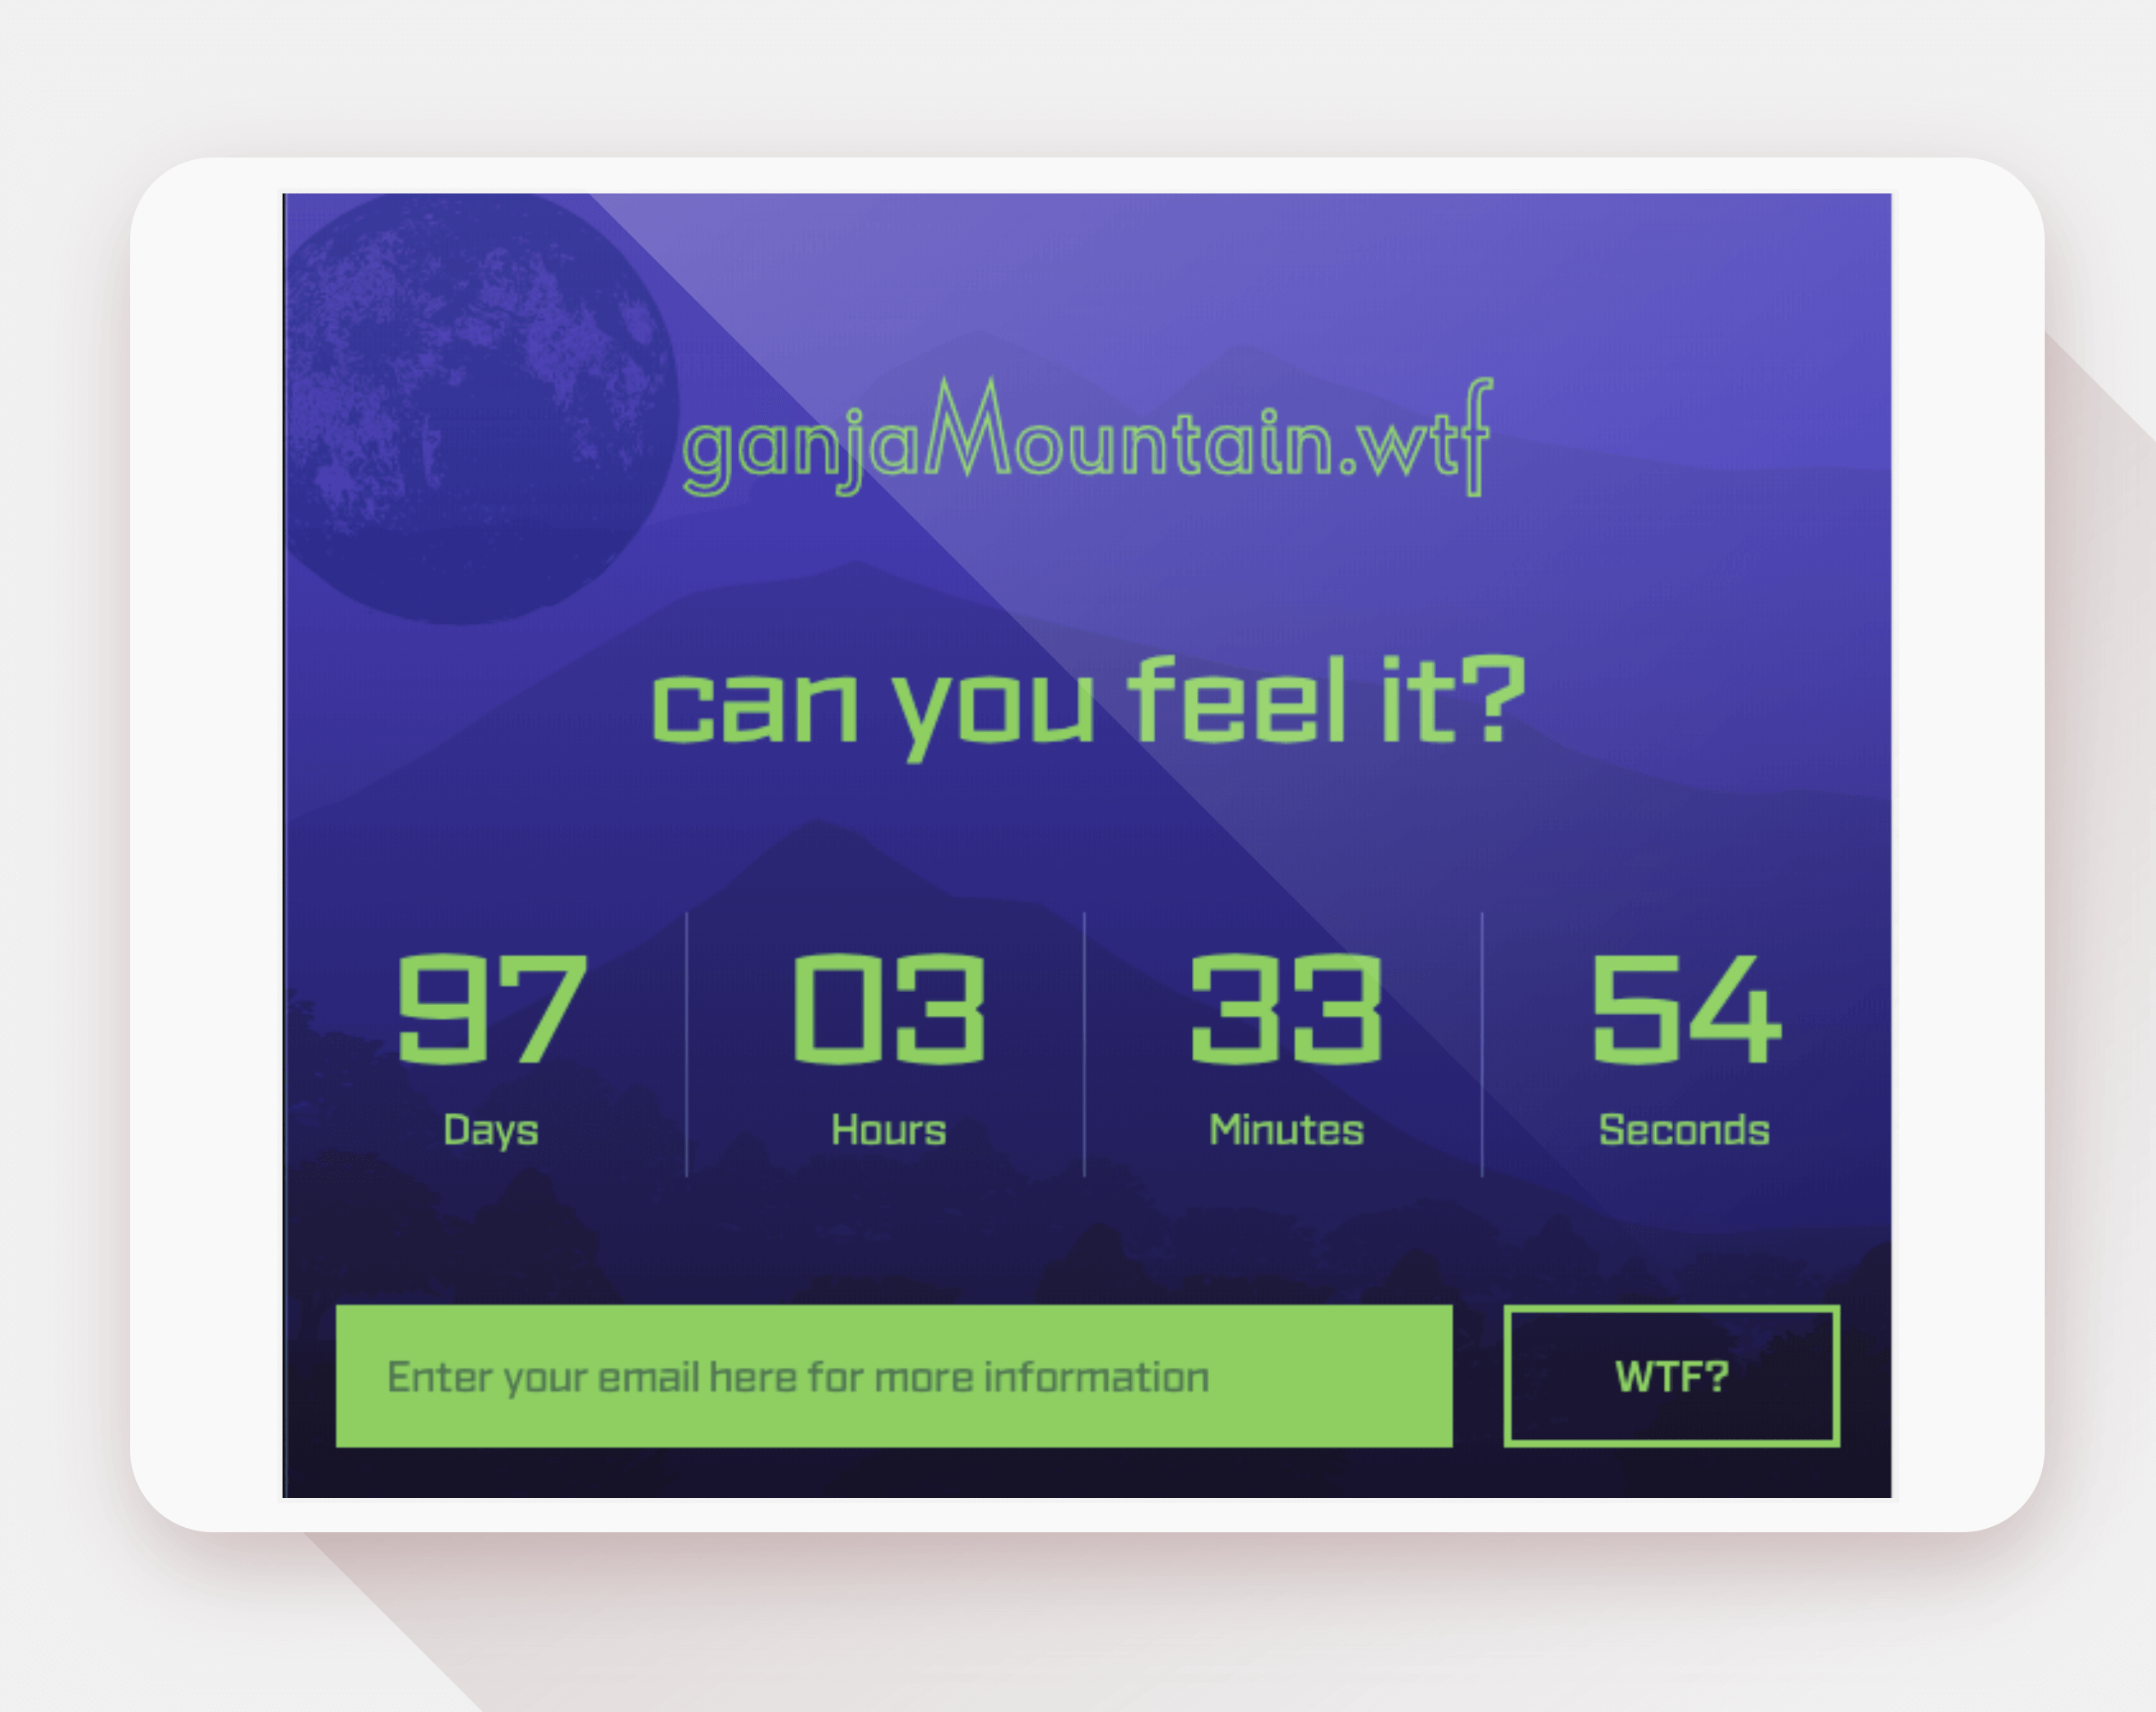 ganjaMountain.wtf
can you feel it?
97 03 33 54
Days Hours Minutes Seconds
Enter your email here for more information
WTF?